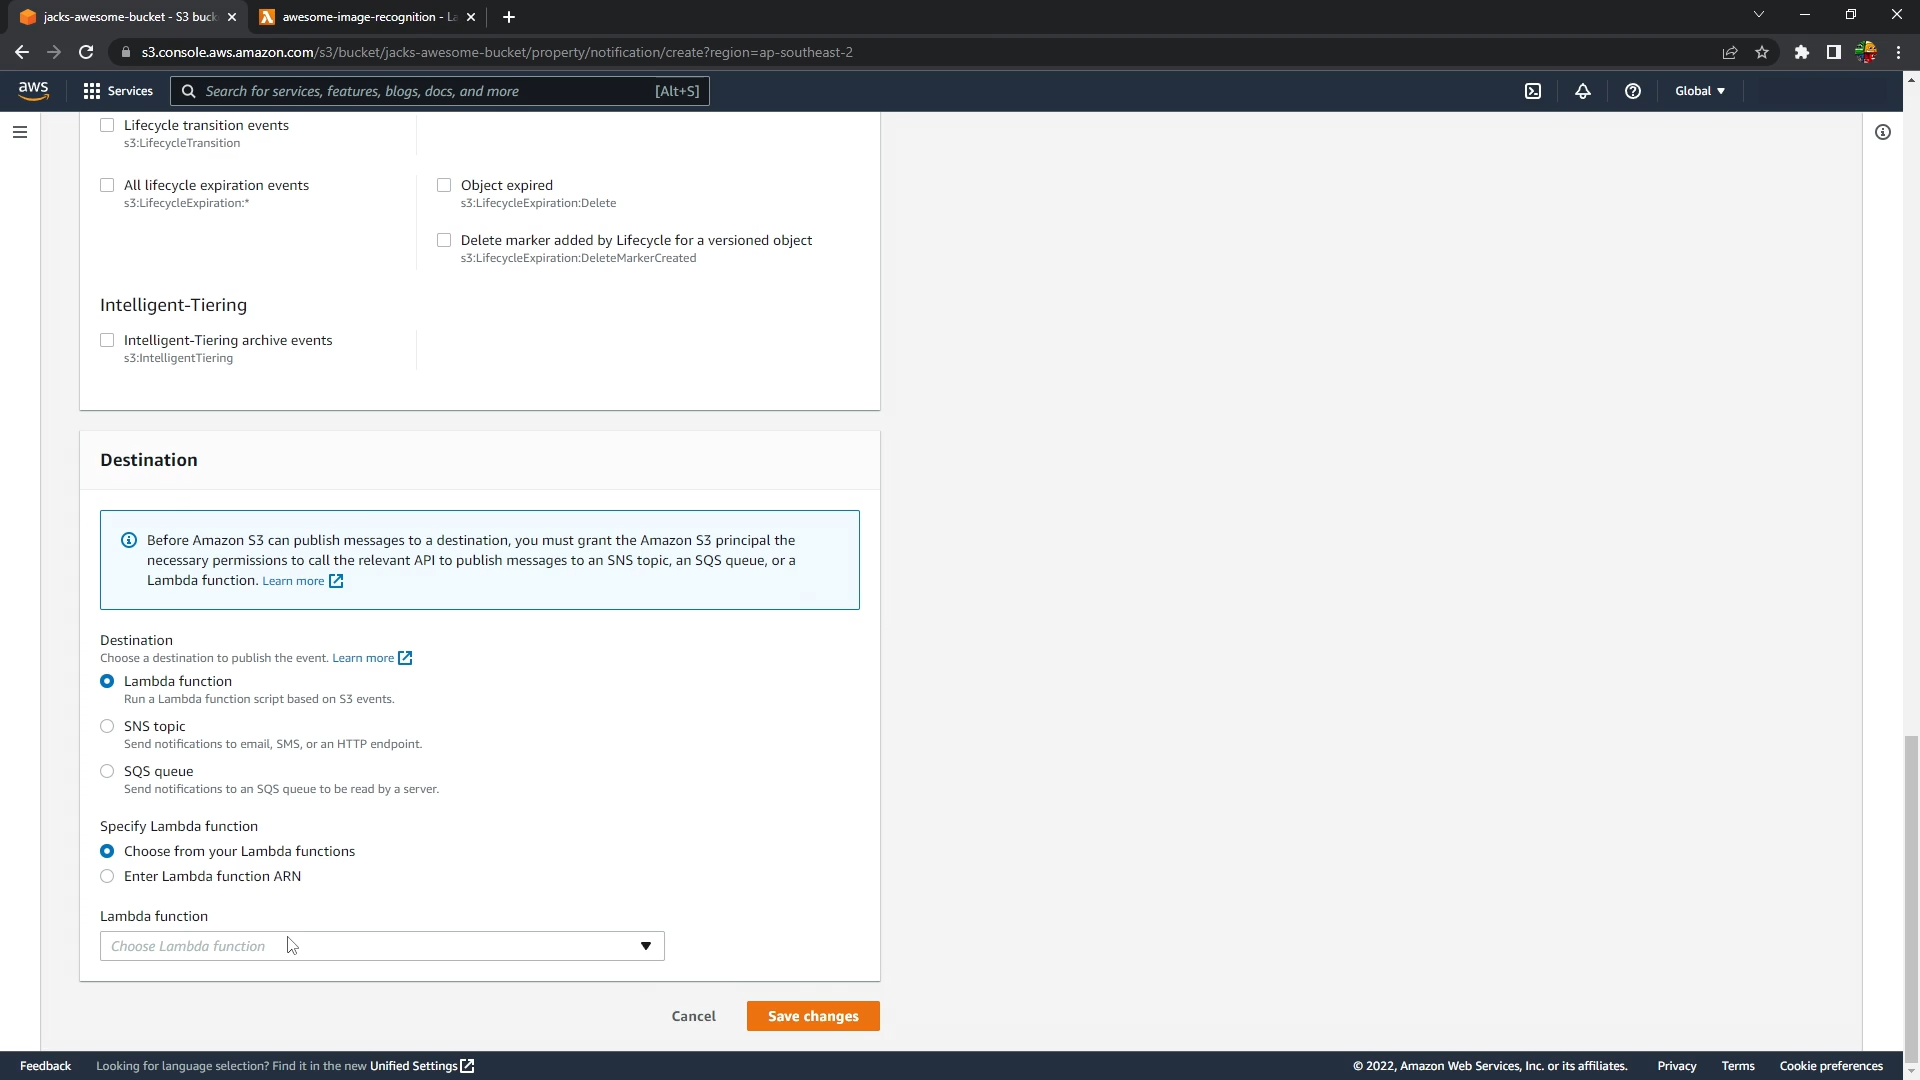 jacks-awesome-bucket - S3 buck
awesome-image-recognition - La
s3.console.aws.amazon.com/s3/bucket/jacks-awesome-bucket/property/notification/create?region=ap-southeast-2
aws
Services
Search for services, features, blogs, docs, and more
[Alt+S]
Global
Lifecycle transition events
s3:LifecycleTransition
All lifecycle expiration events
s3:LifecycleExpiration:*
Object expired
s3:LifecycleExpiration:Delete
Delete marker added by Lifecycle for a versioned object
s3:LifecycleExpiration:DeleteMarkerCreated
Intelligent-Tiering
Intelligent-Tiering archive events
s3:IntelligentTiering
Destination
Before Amazon S3 can publish messages to a destination, you must grant the Amazon S3 principal the
necessary permissions to call the relevant API to publish messages to an SNS topic, an SQS queue, or a
Lambda function. Learn more
Destination
Choose a destination to publish the event. Learn more
Lambda function
Run a Lambda function script based on S3 events.
SNS topic
Send notifications to email, SMS, or an HTTP endpoint.
SQS queue
Send notifications to an SQS queue to be read by a server.
Specify Lambda function
Choose from your Lambda functions
Enter Lambda function ARN
Lambda function
Choose Lambda function
Cancel
Save changes
Feedback
Looking for language selection? Find it in the new Unified Settings
© 2022, Amazon Web Services, Inc. or its affiliates.
Privacy
Terms
Cookie preferences